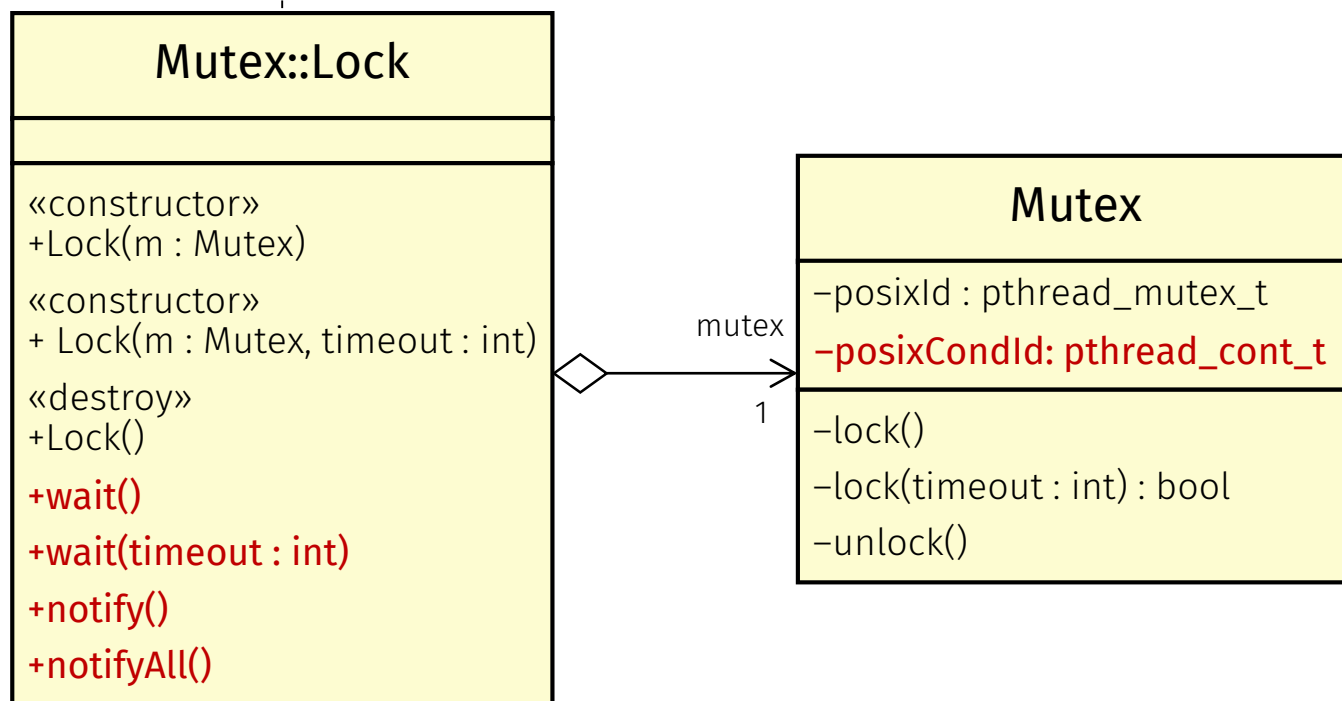 Mutex::Lock
«constructor»
+Lock(m : Mutex)
«constructor»
+ Lock(m : Mutex, timeout : int)
«destroy»
+Lock()
+wait()
+wait(timeout : int)
+notify()
+notifyAll()
mutex
1
Mutex
–posixId : pthread_mutex_t
–posixCondId: pthread_cont_t
–lock()
–lock(timeout : int) : bool
–unlock()